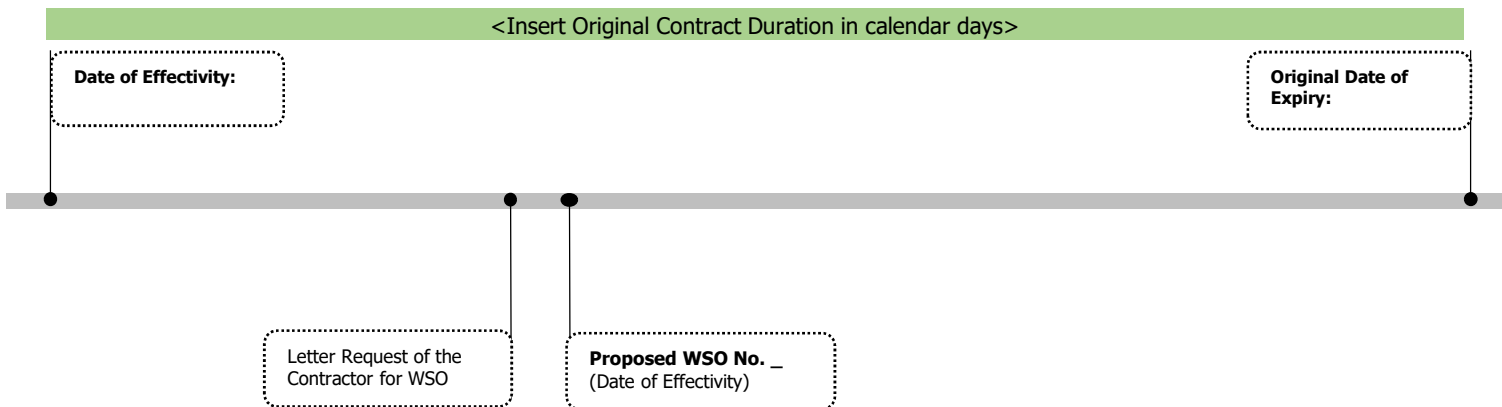 <Insert Original Contract Duration in calendar days>
Date of Effectivity:
Original Date of
Expiry:
Letter Request of the
Contractor for WSO
Proposed WSO No. _
(Date of Effectivity)